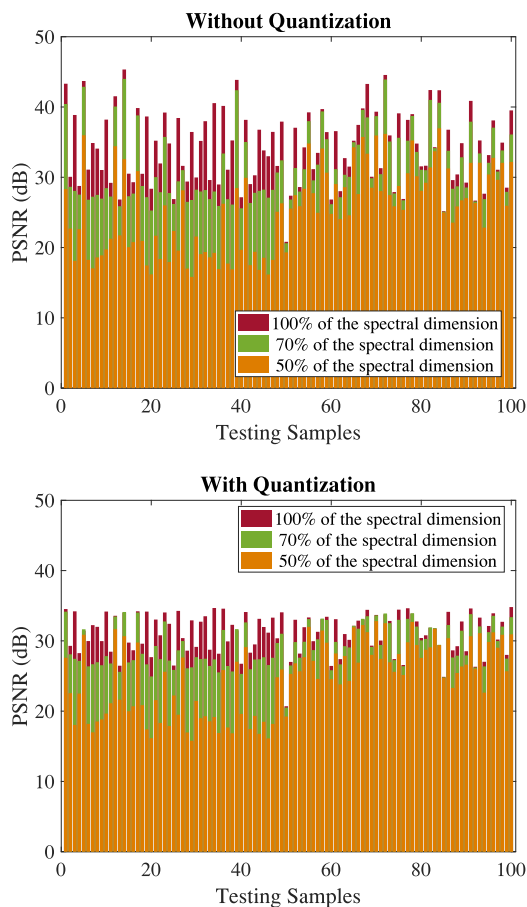 Without Quantization
50
40
30
20
10
0
PSNR (dB)
100% of the spectral dimension
70% of the spectral dimension
50% of the spectral dimension
0 20 40 60 80 100
Testing Samples
With Quantization
50
40
30
20
10
0
PSNR (dB)
100% of the spectral dimension
70% of the spectral dimension
50% of the spectral dimension
0 20 40 60 80 100
Testing Samples